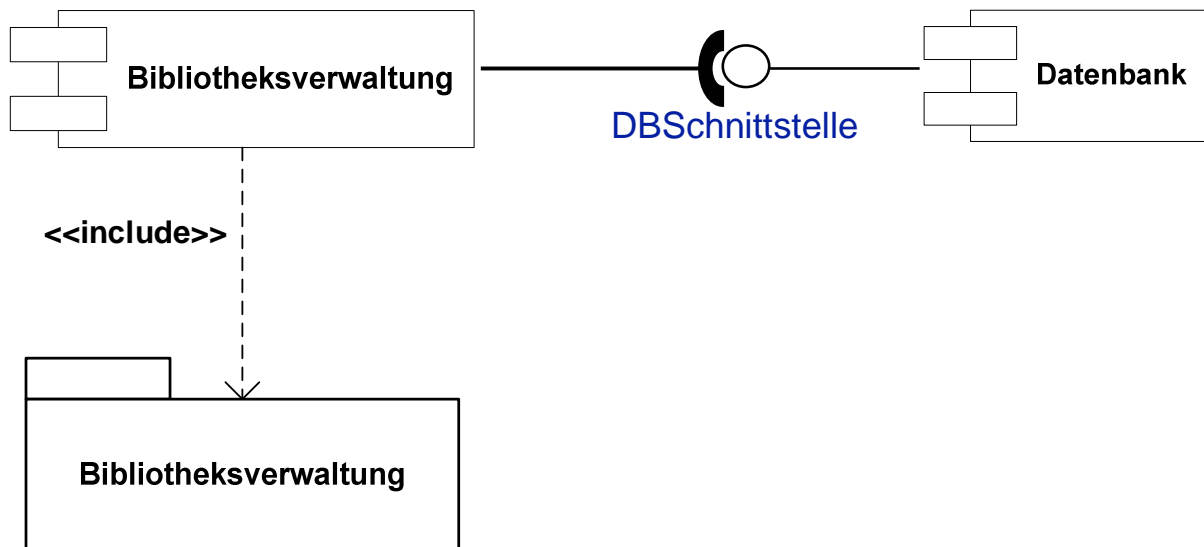 Bibliotheksverwaltung
Datenbank
DBSchnittstelle
<<include>>
Bibliotheksverwaltung